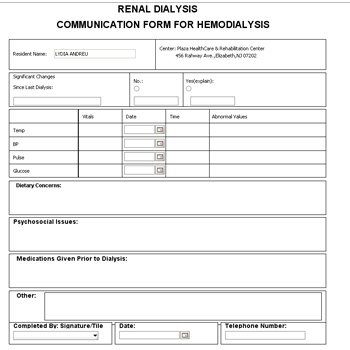 RENAL DIALYSIS
COMMUNICATION FORM FOR HEMODIALYSIS
Resident Name: LYDIA ANDREU
Center: Plaza HealthCare & Rehabilitation Center
456 Rahway Ave.,Elizabeth,NJ 07202
Significant Changes
Since Last Dialysis:
No.:
Yes(explain):
Vitals Date Time Abnormal Values
Temp
BP
Pulse
Glucose
Dietary Concerns:
Psychosocial Issues:
Medications Given Prior to Dialysis:
Other:
Completed By: Signature/Tile Date: Telephone Number: